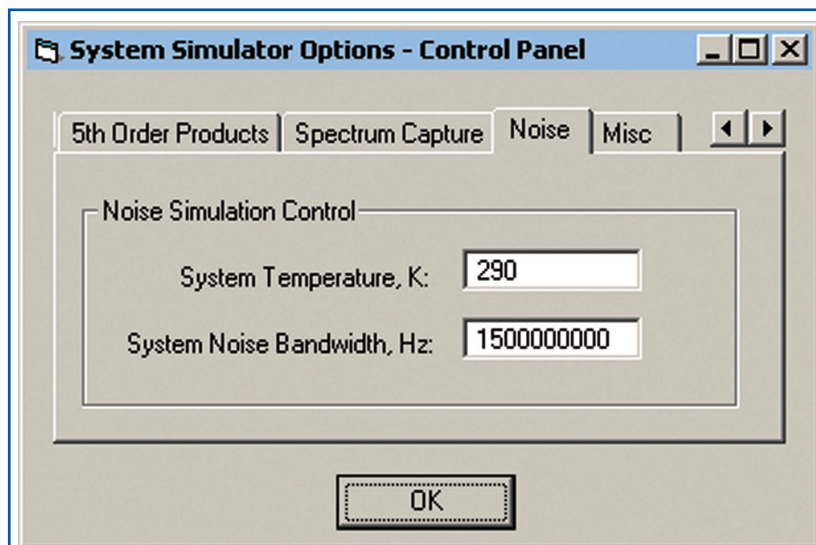 System Simulator Options - Control Panel
5th Order Products Spectrum Capture Noise Misc
Noise Simulation Control
System Temperature, K: 290
System Noise Bandwidth, Hz: 1500000000
OK